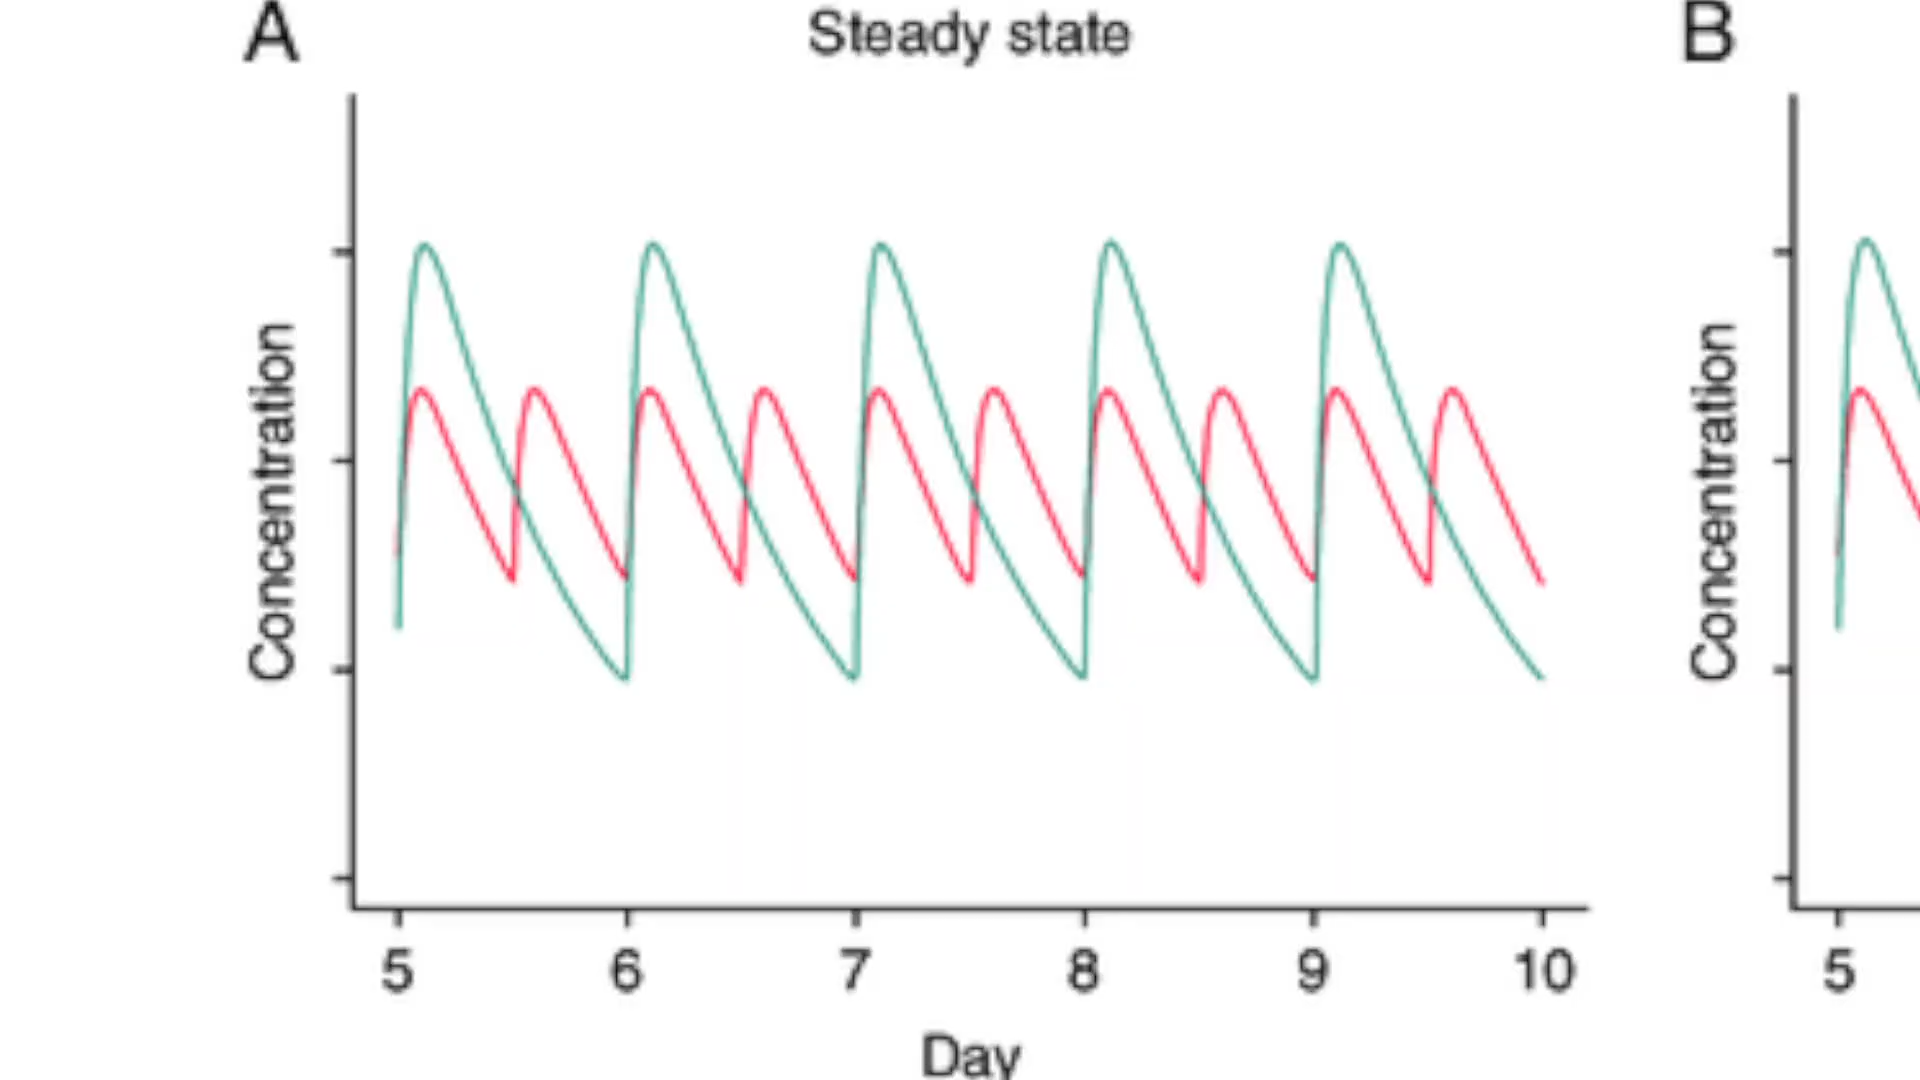 A
Steady state
B
Concentration
Concentration
5 6 7 8 9 10
5
Day